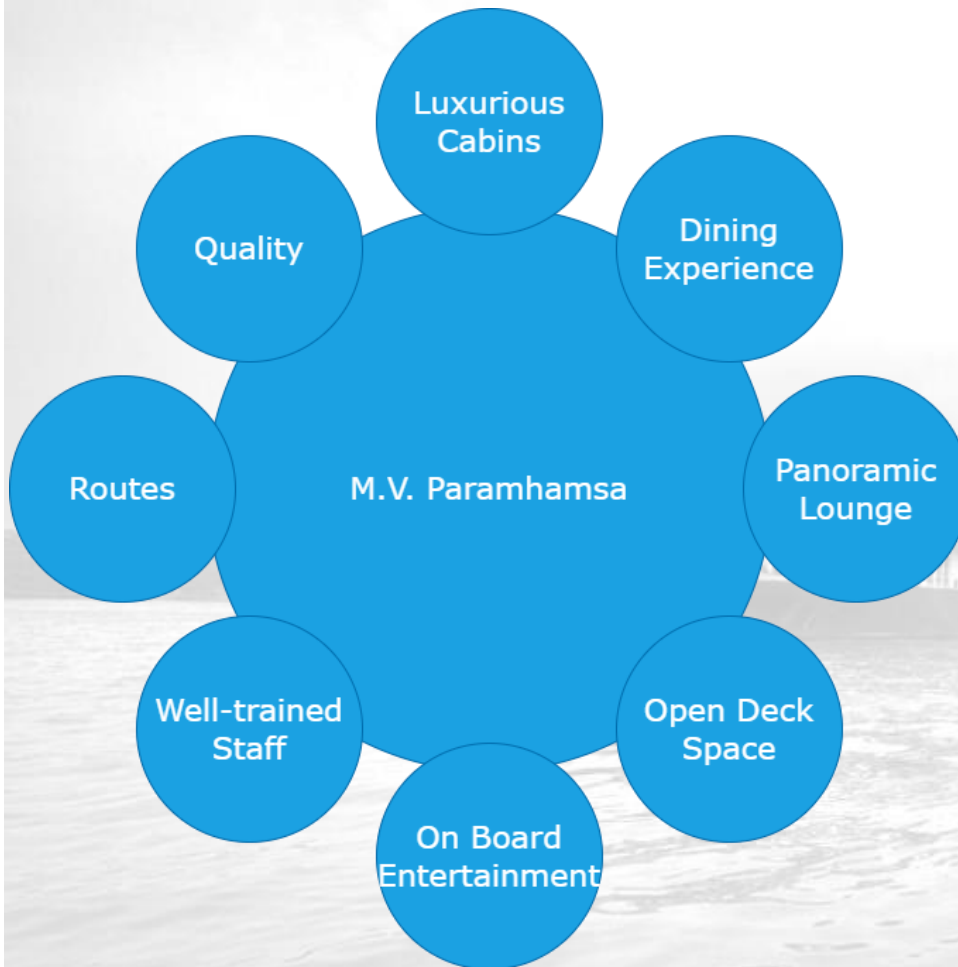 Luxurious
Cabins
Dining
Experience
Panoramic
Lounge
Open Deck
Space
On Board
Entertainment
Well-trained
Staff
Routes
Quality
M.V. Paramhamsa